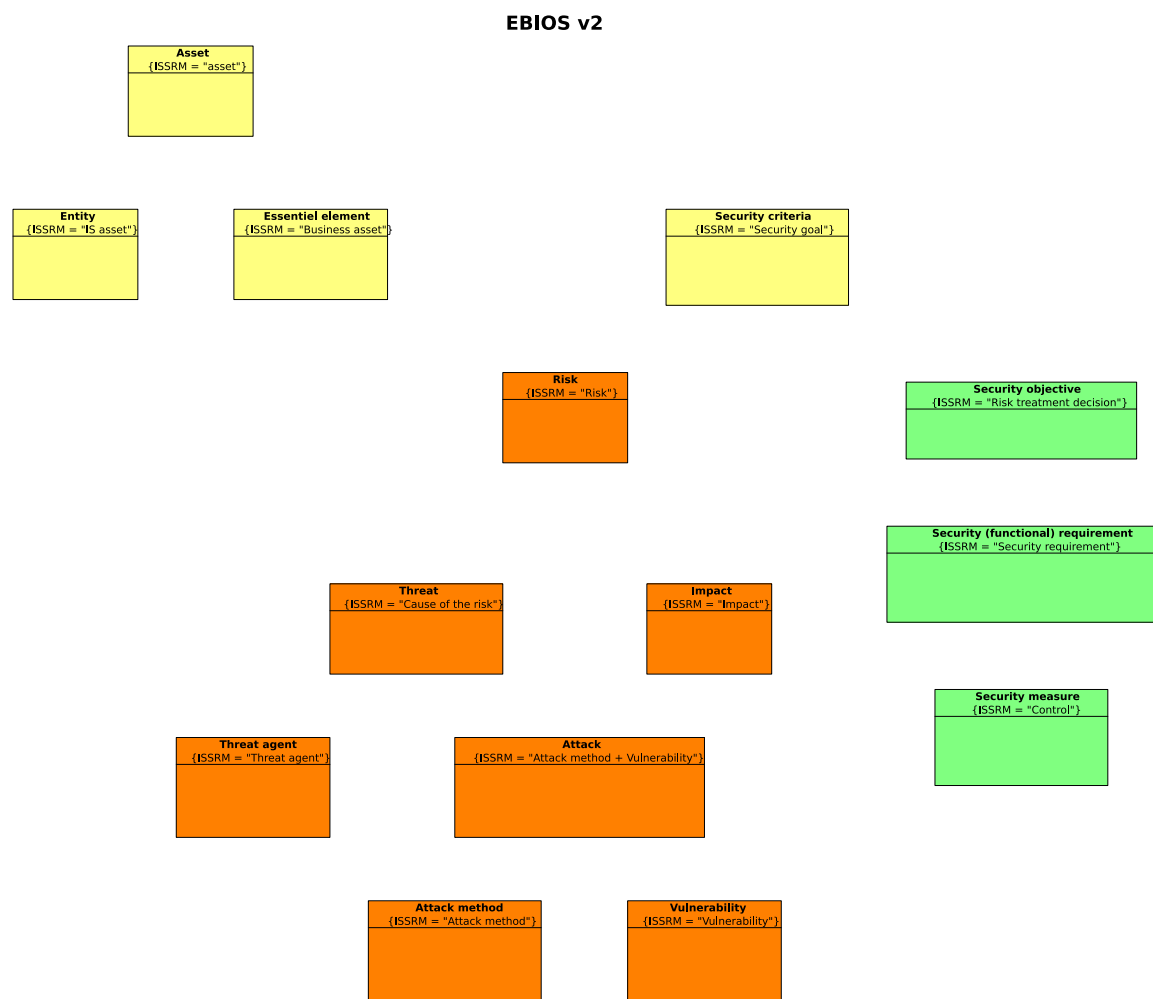 EBIOS v2
Asset
{ISSRM = "asset"}
Entity
{ISSRM = "IS asset"}
Essentiel element
{ISSRM = "Business asset"}
Security criteria
{ISSRM = "Security goal"}
Risk
{ISSRM = "Risk"}
Security objective
{ISSRM = "Risk treatment decision"}
Security (functional) requirement
{ISSRM = "Security requirement"}
Threat
{ISSRM = "Cause of the risk"}
Impact
{ISSRM = "Impact"}
Security measure
{ISSRM = "Control"}
Threat agent
{ISSRM = "Threat agent"}
Attack
{ISSRM = "Attack method + Vulnerability"}
Attack method
{ISSRM = "Attack method"}
Vulnerability
{ISSRM = "Vulnerability"}